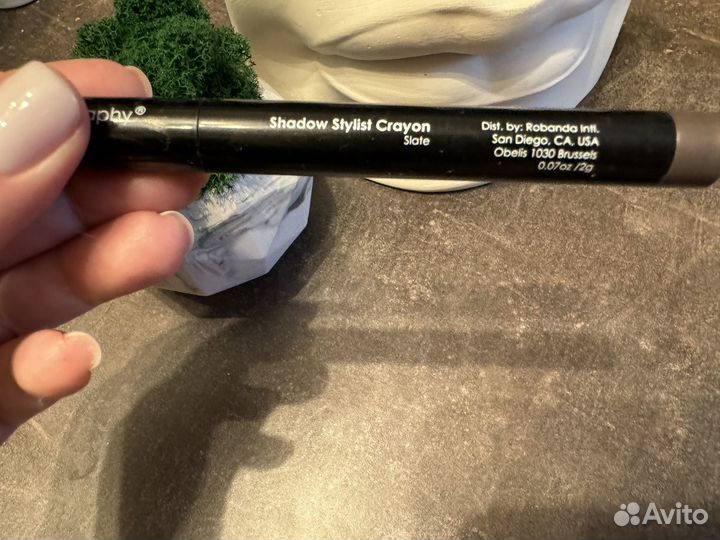 aphy®
Shadow Stylist Crayon
Slate
Dist. by: Robanda Intl.
San Diego, CA, USA
Obelis 1030 Brussels
0.07oz /2g
Avito